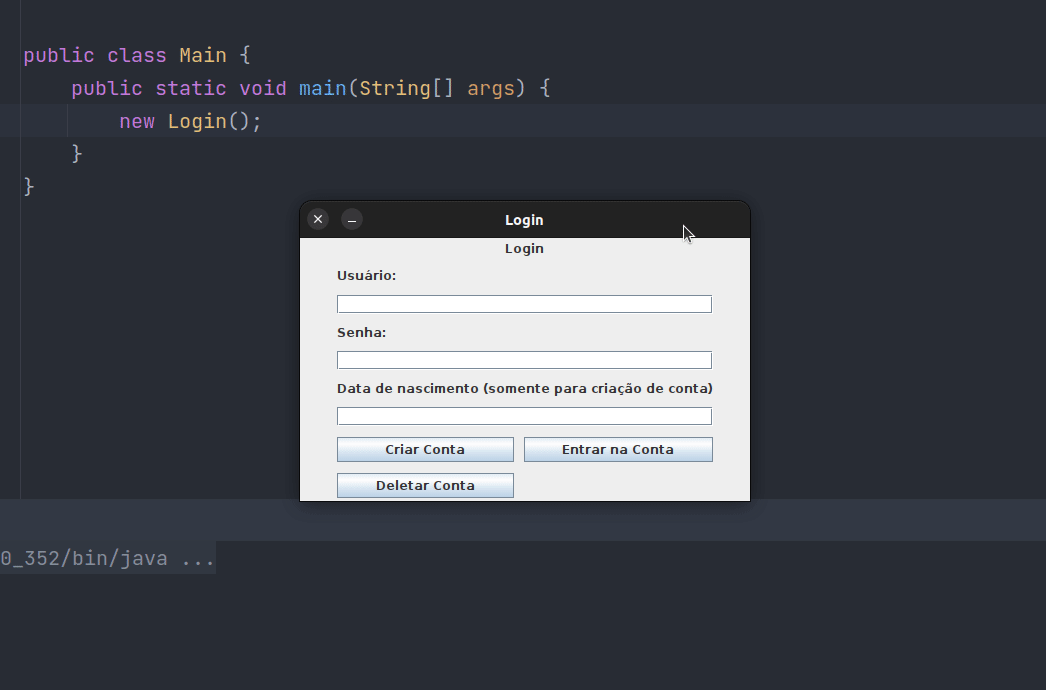 public class Main {
public static void main(String[] args) {
new Login();
}
}
Login
Login
Usuário:
Senha:
Data de nascimento (somente para criação de conta)
Criar Conta
Entrar na Conta
Deletar Conta
0_352/bin/java ...